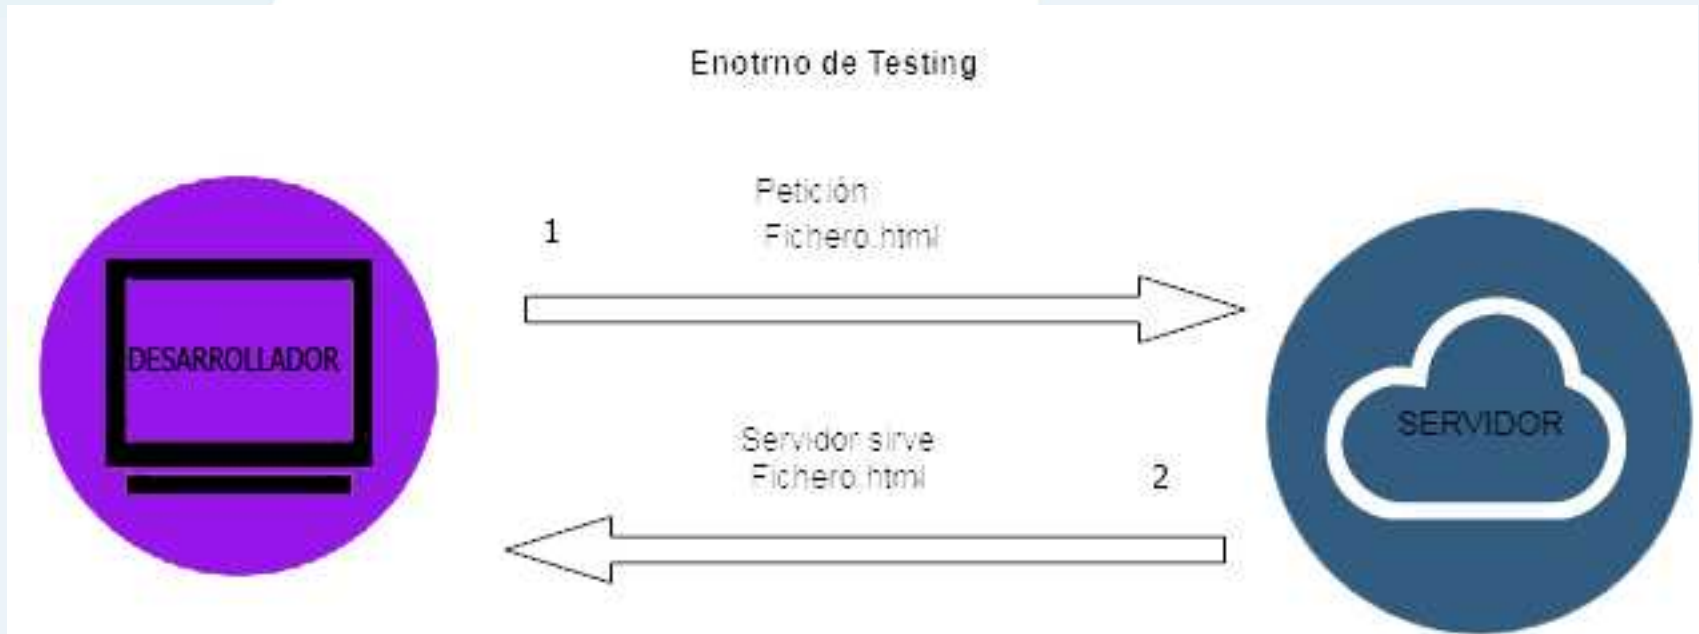 Enotrno de Testing
Petición
1
Fichero.html
DESARROLLADOR
SERVIDOR
Servidor sirve
Fichero.html
2